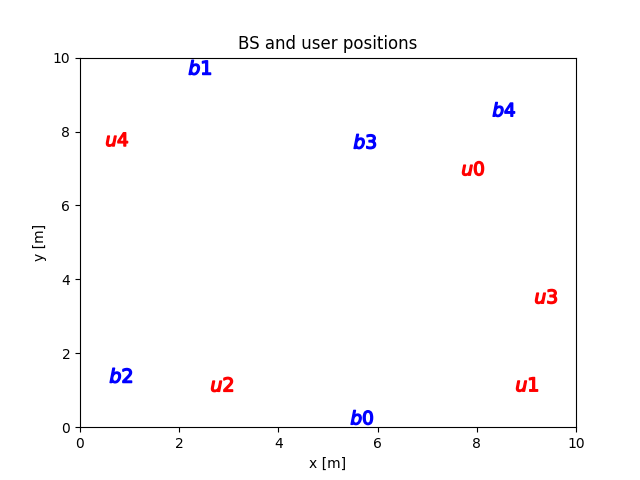 BS and user positions
10
b1
b4
8
u4
b3
u0
y [m]
6
4
u3
2
b2
u2
u1
b0
0
0 2 4 6 8 10
x [m]